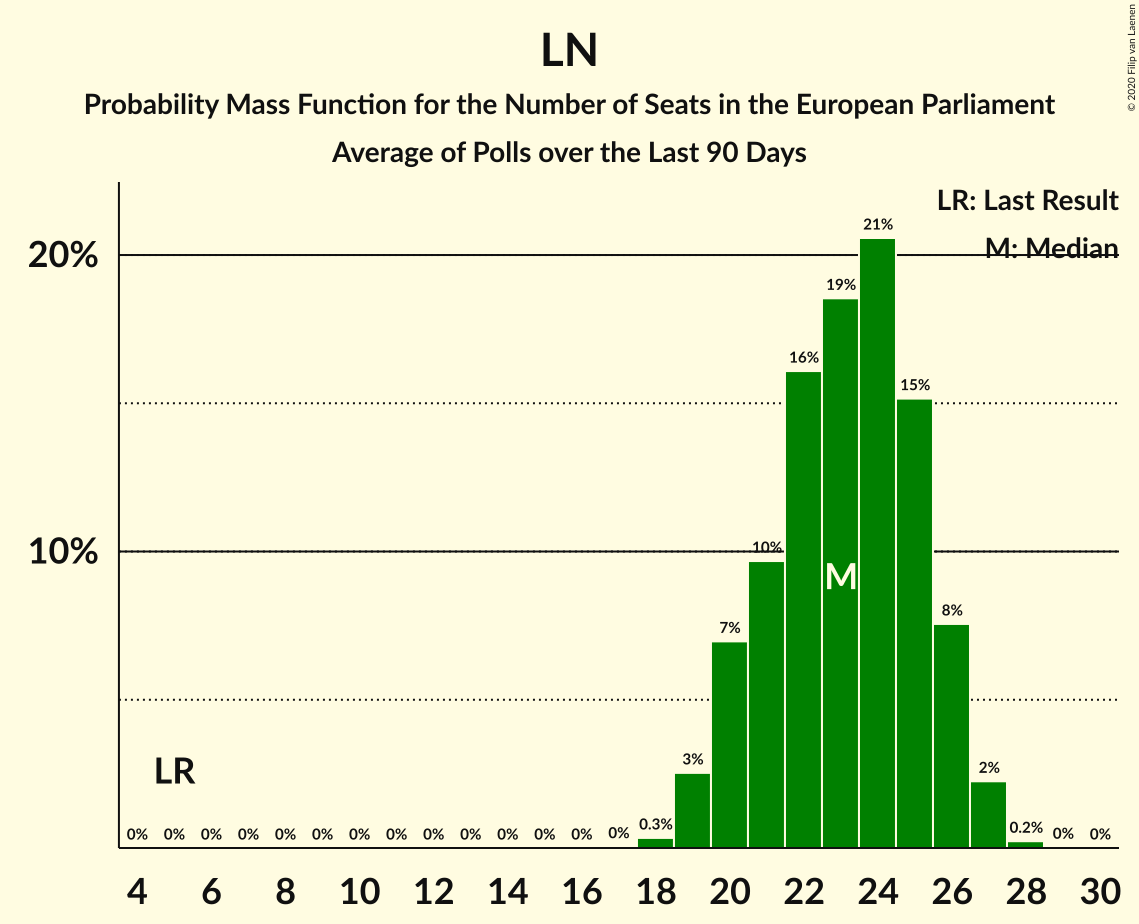 LN
Probability Mass Function for the Number of Seats in the European Parliament
Average of Polls over the Last 90 Days
© 2020 Filip van Laenen
LR: Last Result
M: Median
20%
10%
21%
19%
16%
15%
10%
M
8%
7%
LR
3%
2%
0% 0% 0% 0% 0% 0% 0% 0% 0% 0% 0% 0% 0% 0% 0.3% 0.2% 0% 0%
4 6 8 10 12 14 16 18 20 22 24 26 28 30